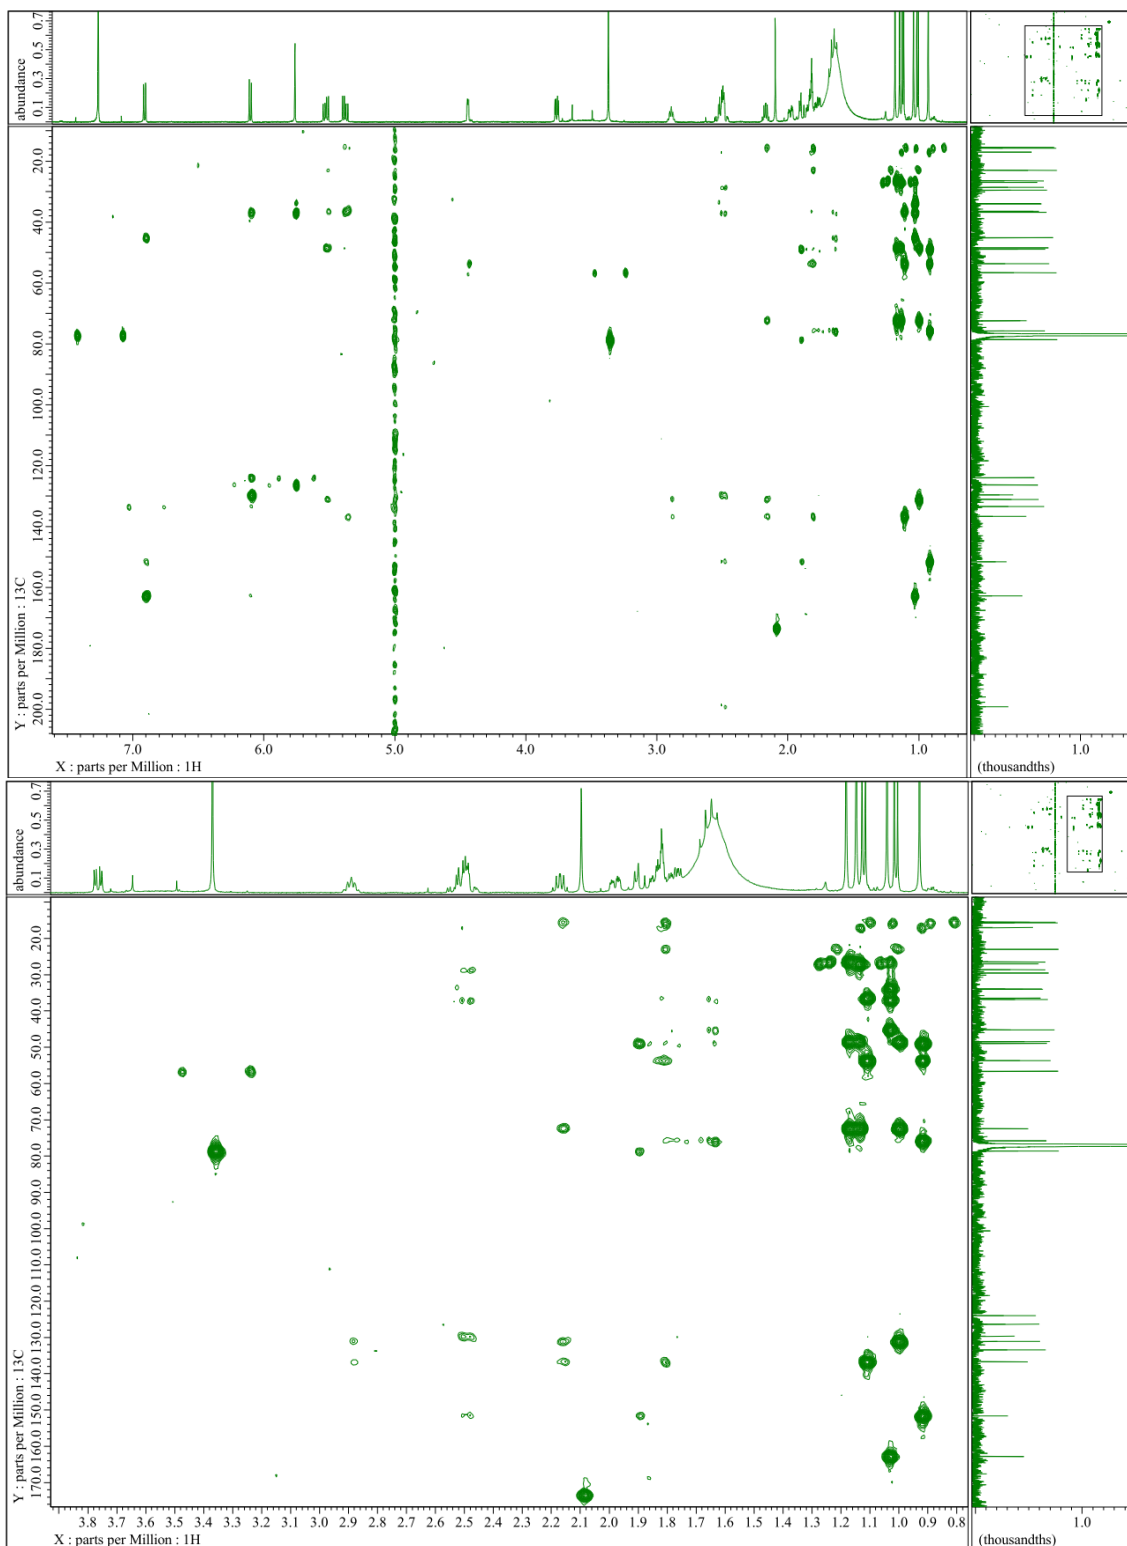 abundance
0.1 0.3 0.5 0.7
Y : parts per Million : 13C
20.0 40.0 60.0 80.0 100.0 120.0 140.0 160.0 180.0 200.0
7.0 6.0 5.0 4.0 3.0 2.0 1.0
X : parts per Million : 1H
1.0
(thousandths)
abundance
0.1 0.3 0.5 0.7
Y : parts per Million : 13C
20.0 30.0 40.0 50.0 60.0 70.0 80.0 90.0 100.0 110.0 120.0 130.0 140.0 150.0 160.0 170.0
3.8 3.7 3.6 3.5 3.4 3.3 3.2 3.1 3.0 2.9 2.8 2.7 2.6 2.5 2.4 2.3 2.2 2.1 2.0 1.9 1.8 1.7 1.6 1.5 1.4 1.3 1.2 1.1 1.0 0.9 0.8
X : parts per Million : 1H
1.0
(thousandths)